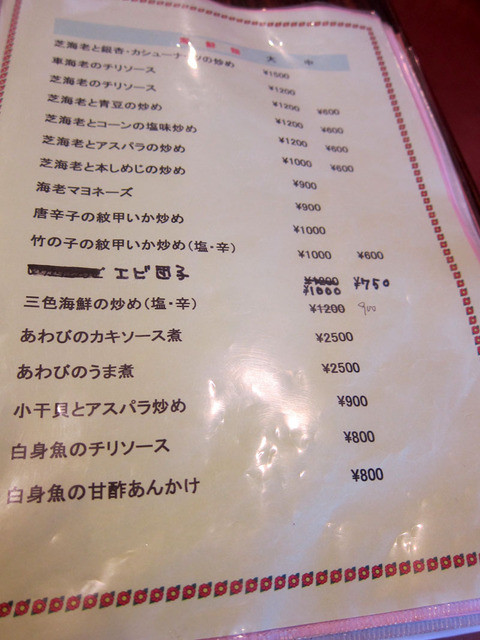 大 中
芝海老と銀杏・カシューナッツの炒め ¥1500
車海老のチリソース ¥1200
芝海老のチリソース ¥1200 ¥600
芝海老と青豆の炒め ¥1200 ¥600
芝海老とコーンの塩味炒め ¥1200 ¥600
芝海老とアスパラの炒め ¥1000 ¥600
芝海老と本しめじの炒め ¥900
海老マヨネーズ ¥900
唐辛子の紋甲いか炒め ¥1000
竹の子の紋甲いか炒め(塩・辛) ¥1000 ¥600
エビ団子 ¥1000 ¥750
三色海鮮の炒め(塩・辛) ¥1200 900
あわびのカキソース煮 ¥2500
あわびのうま煮 ¥2500
小干貝とアスパラ炒め ¥900
白身魚のチリソース ¥800
白身魚の甘酢あんかけ ¥800